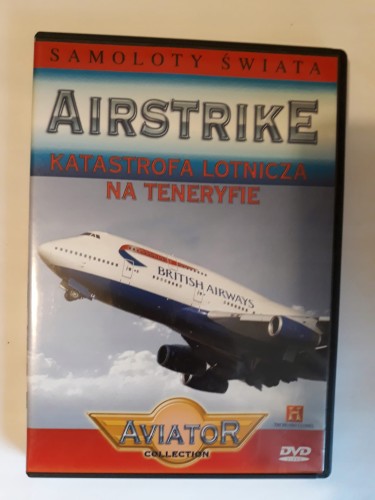 SAMOLOTY ŚWIATA
AIRSTRIKE
KATASTROFA LOTNICZA
NA TENERYFIE
BRITISH AIRWAYS
AVIATOR
COLLECTION
H
DVD